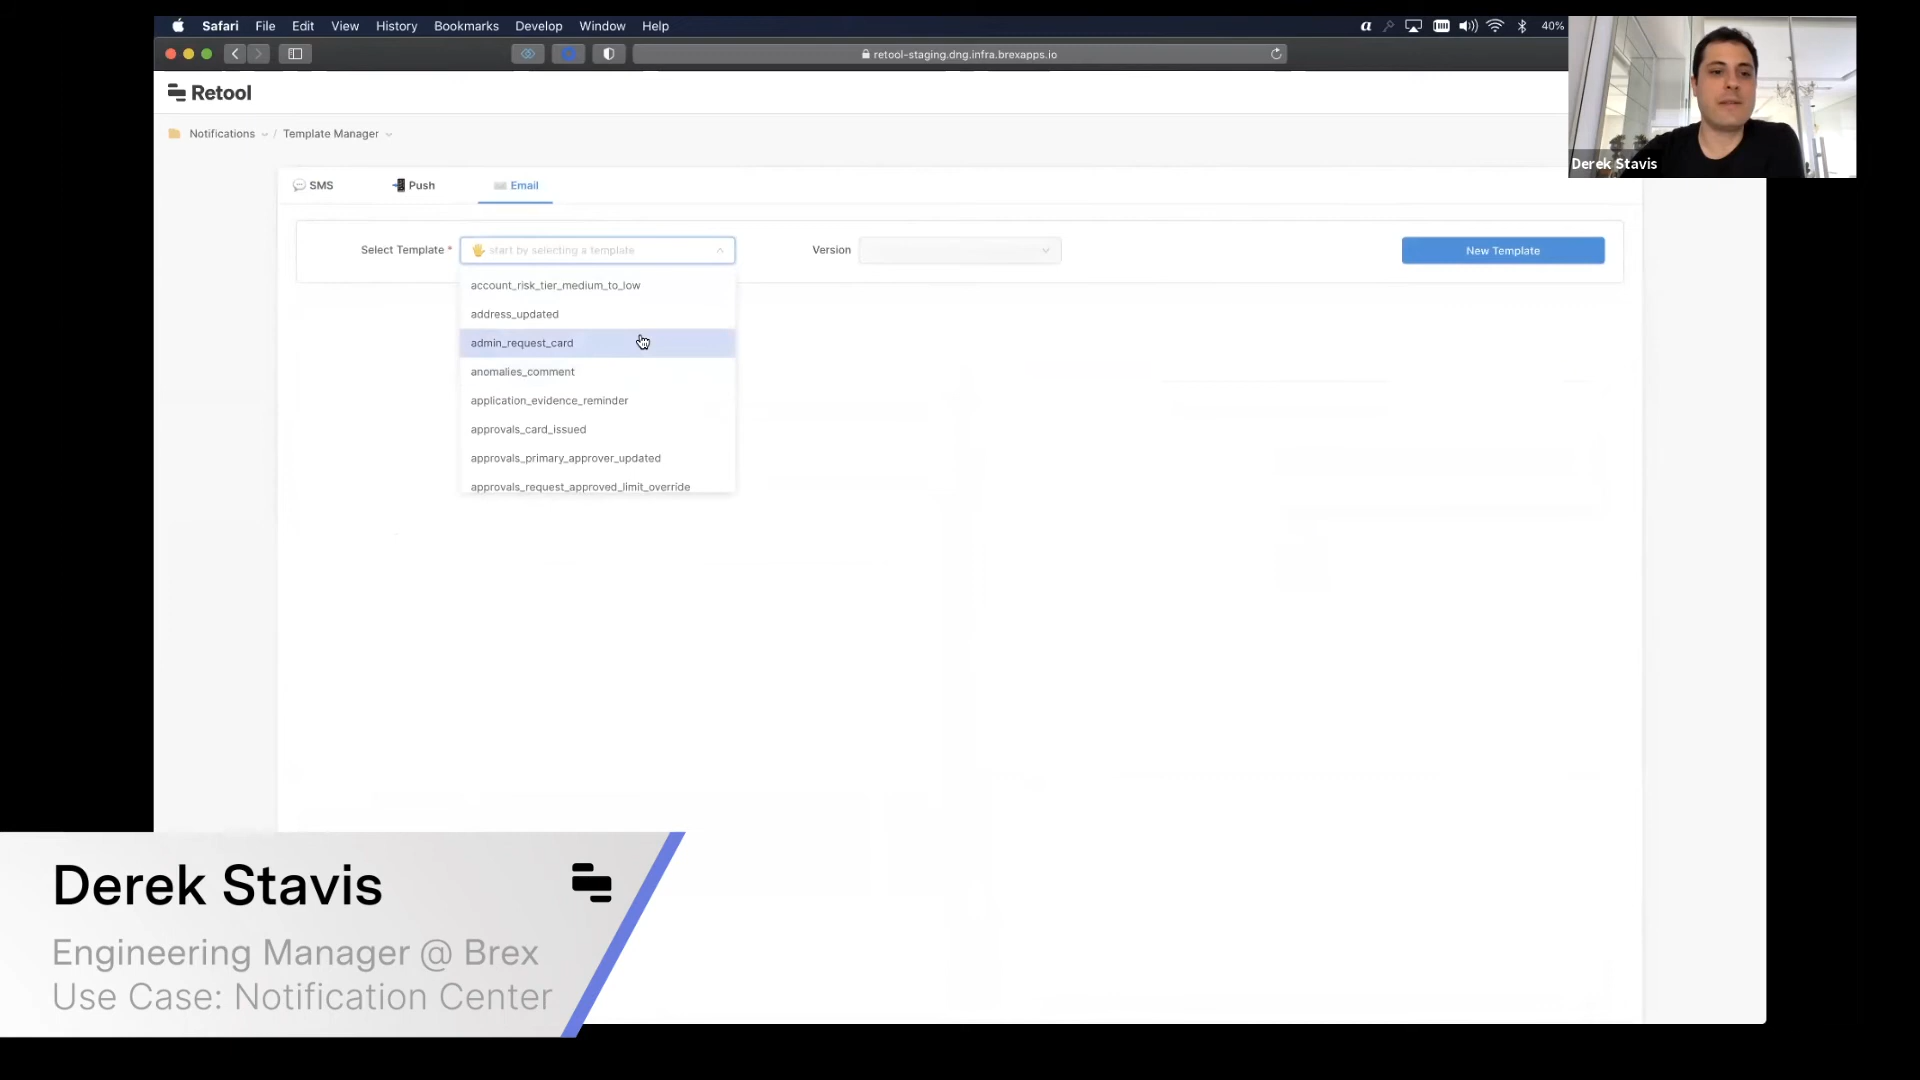 Safari File Edit View History Bookmarks Develop Window Help
40%
retool-staging.dng.infra.brexapps.io
Retool
Notifications / Template Manager
Derek Stavis
SMS Push Email
Select Template * start by selecting a template Version New Template
account_risk_tier_medium_to_low
address_updated
admin_request_card
anomalies_comment
application_evidence_reminder
approvals_card_issued
approvals_primary_approver_updated
approvals_request_approved_limit_override
Derek Stavis
Engineering Manager @ Brex
Use Case: Notification Center